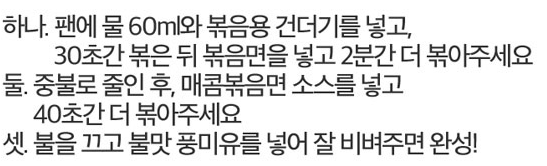 하나. 팬에 물 60ml와 볶음용 건더기를 넣고,
30초간 볶은 뒤 볶음면을 넣고 2분간 더 볶아주세요
둘. 중불로 줄인 후, 매콤볶음면 소스를 넣고
40초간 더 볶아주세요
셋. 불을 끄고 불맛 풍미유를 넣어 잘 비벼주면 완성!